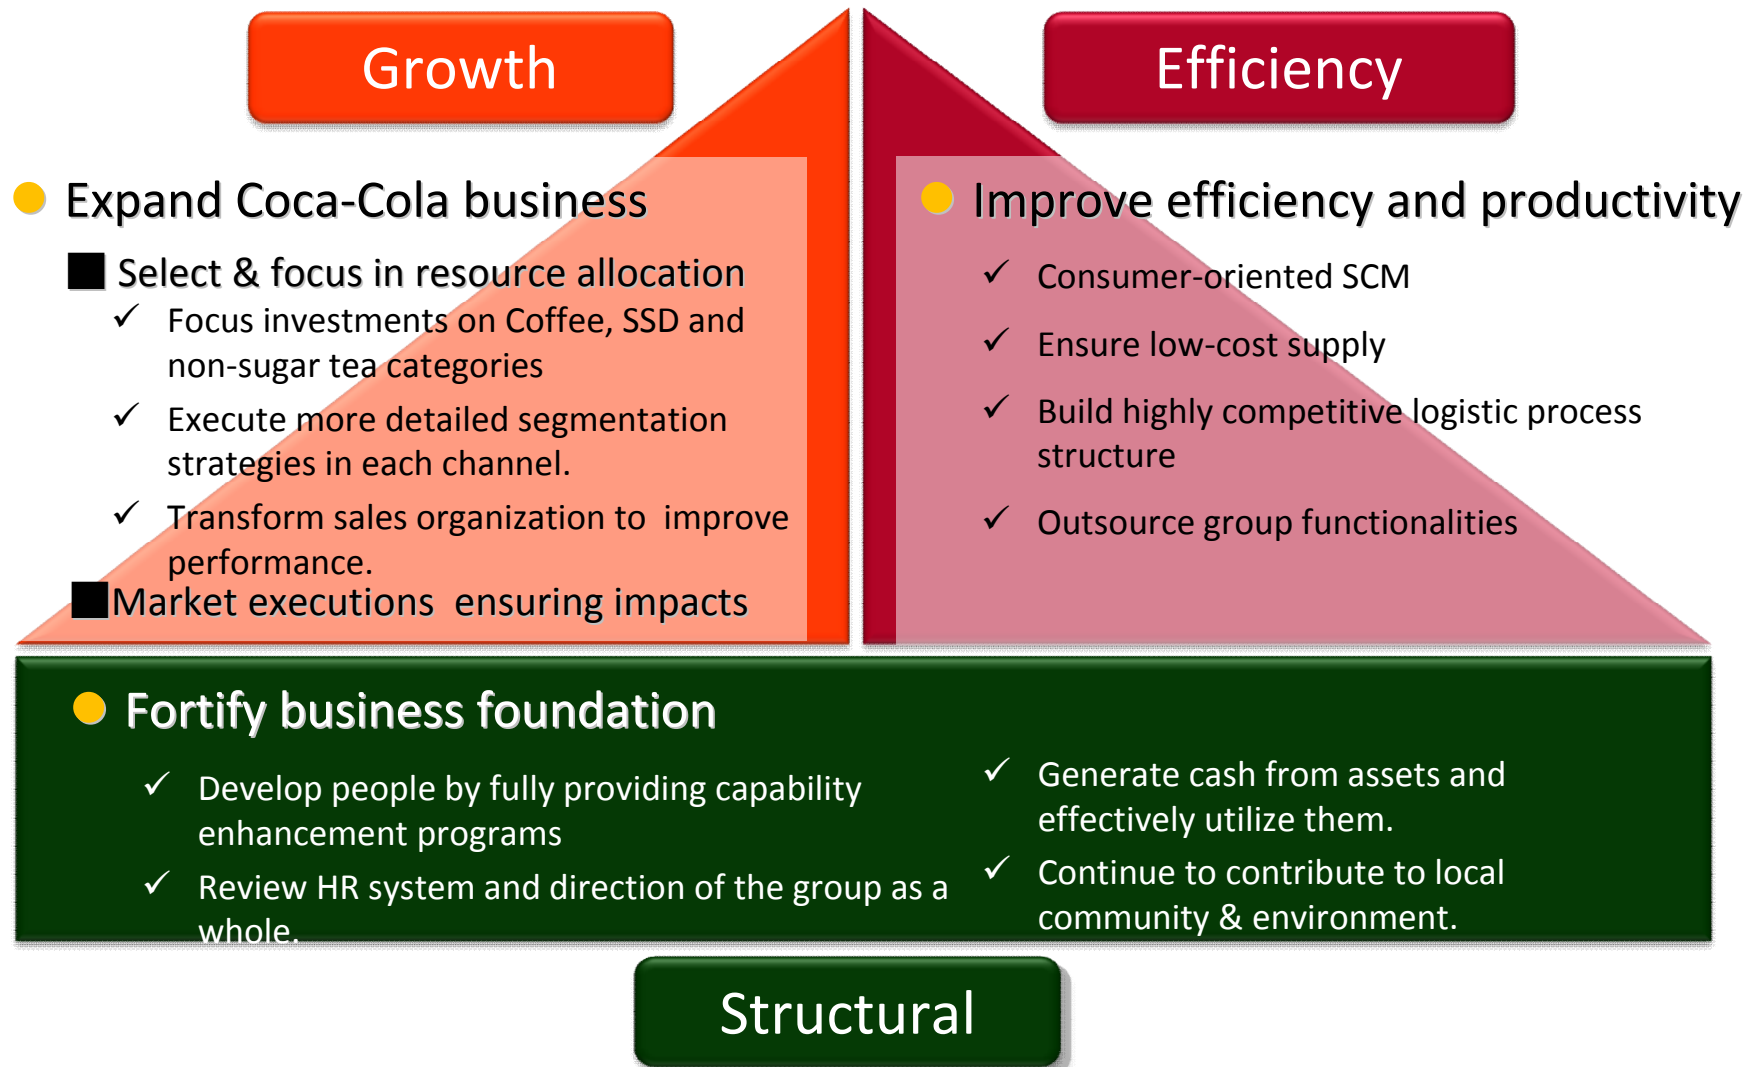 Growth
Expand Coca-Cola business
Select & focus in resource allocation
✓ Focus investments on Coffee, SSD and
non-sugar tea categories
✓ Execute more detailed segmentation
strategies in each channel.
✓ Transform sales organization to improve
performance.
Market executions ensuring impacts
Efficiency
Improve efficiency and productivity
✓ Consumer-oriented SCM
✓ Ensure low-cost supply
✓ Build highly competitive logistic process
structure
✓ Outsource group functionalities
Fortify business foundation
✓ Develop people by fully providing capability
enhancement programs
✓ Review HR system and direction of the group as a
whole.
✓ Generate cash from assets and
effectively utilize them.
✓ Continue to contribute to local
community & environment.
Structural